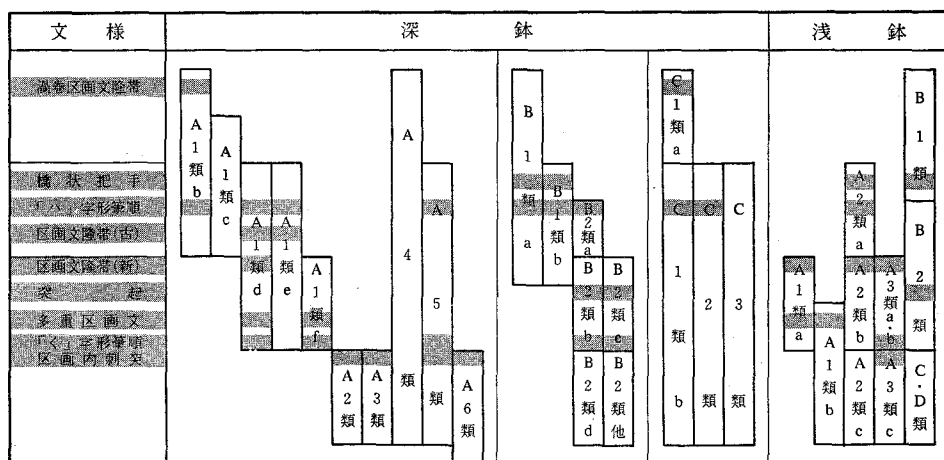 文様 深鉢 浅鉢
渦巻区画文隆帯
橋状把手
「ヘ」字形筆順
区画文隆帯(古)
区画文隆帯(新)
突起
多重区画文
「く」字形筆順
区画内刺突
A1類b
A1類c
A1類d
A1類e
A1類f
A2類
A3類
A4類
A5類
A6類
B1類a
B1類b
B2類a
B2類b
B2類c
B2類d
B2類他
C1類a
C1類b
C2類
C3類
A1類a
A1類b
A2類a
A2類b
A2類c
A3類a・b
A3類c
B1類
B2類
C・D類